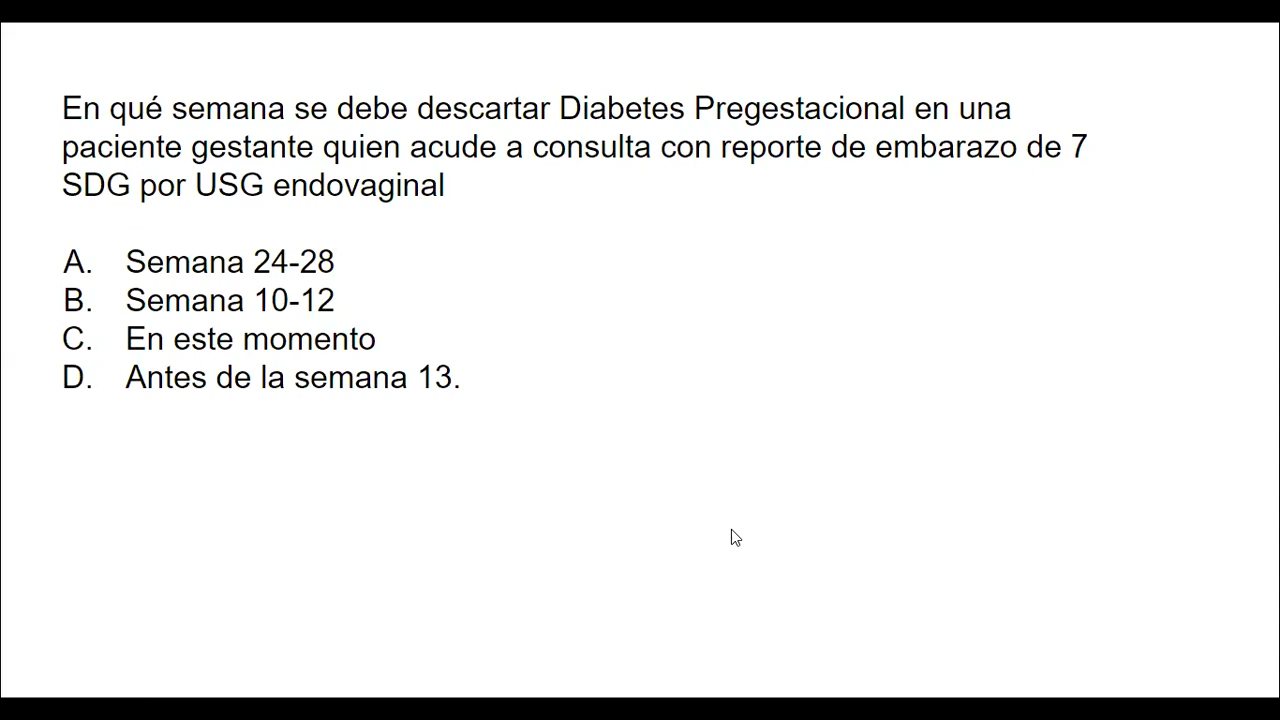 En qué semana se debe descartar Diabetes Pregestacional en una
paciente gestante quien acude a consulta con reporte de embarazo de 7
SDG por USG endovaginal
A. Semana 24-28
B. Semana 10-12
C. En este momento
D. Antes de la semana 13.